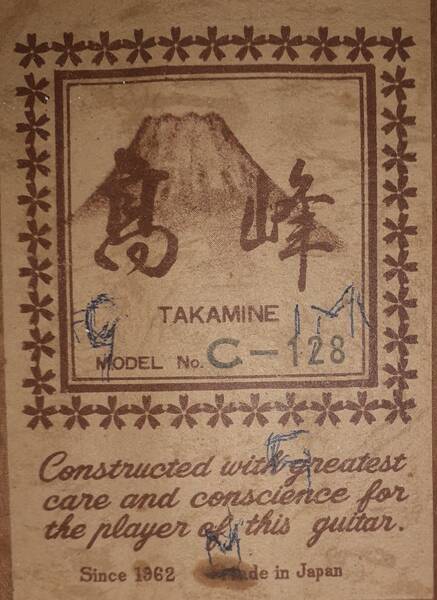 高峰
TAKAMINE
MODEL No. C-128
Constructed with greatest
care and conscience for
the player of this guitar.
Since 1962 Made in Japan